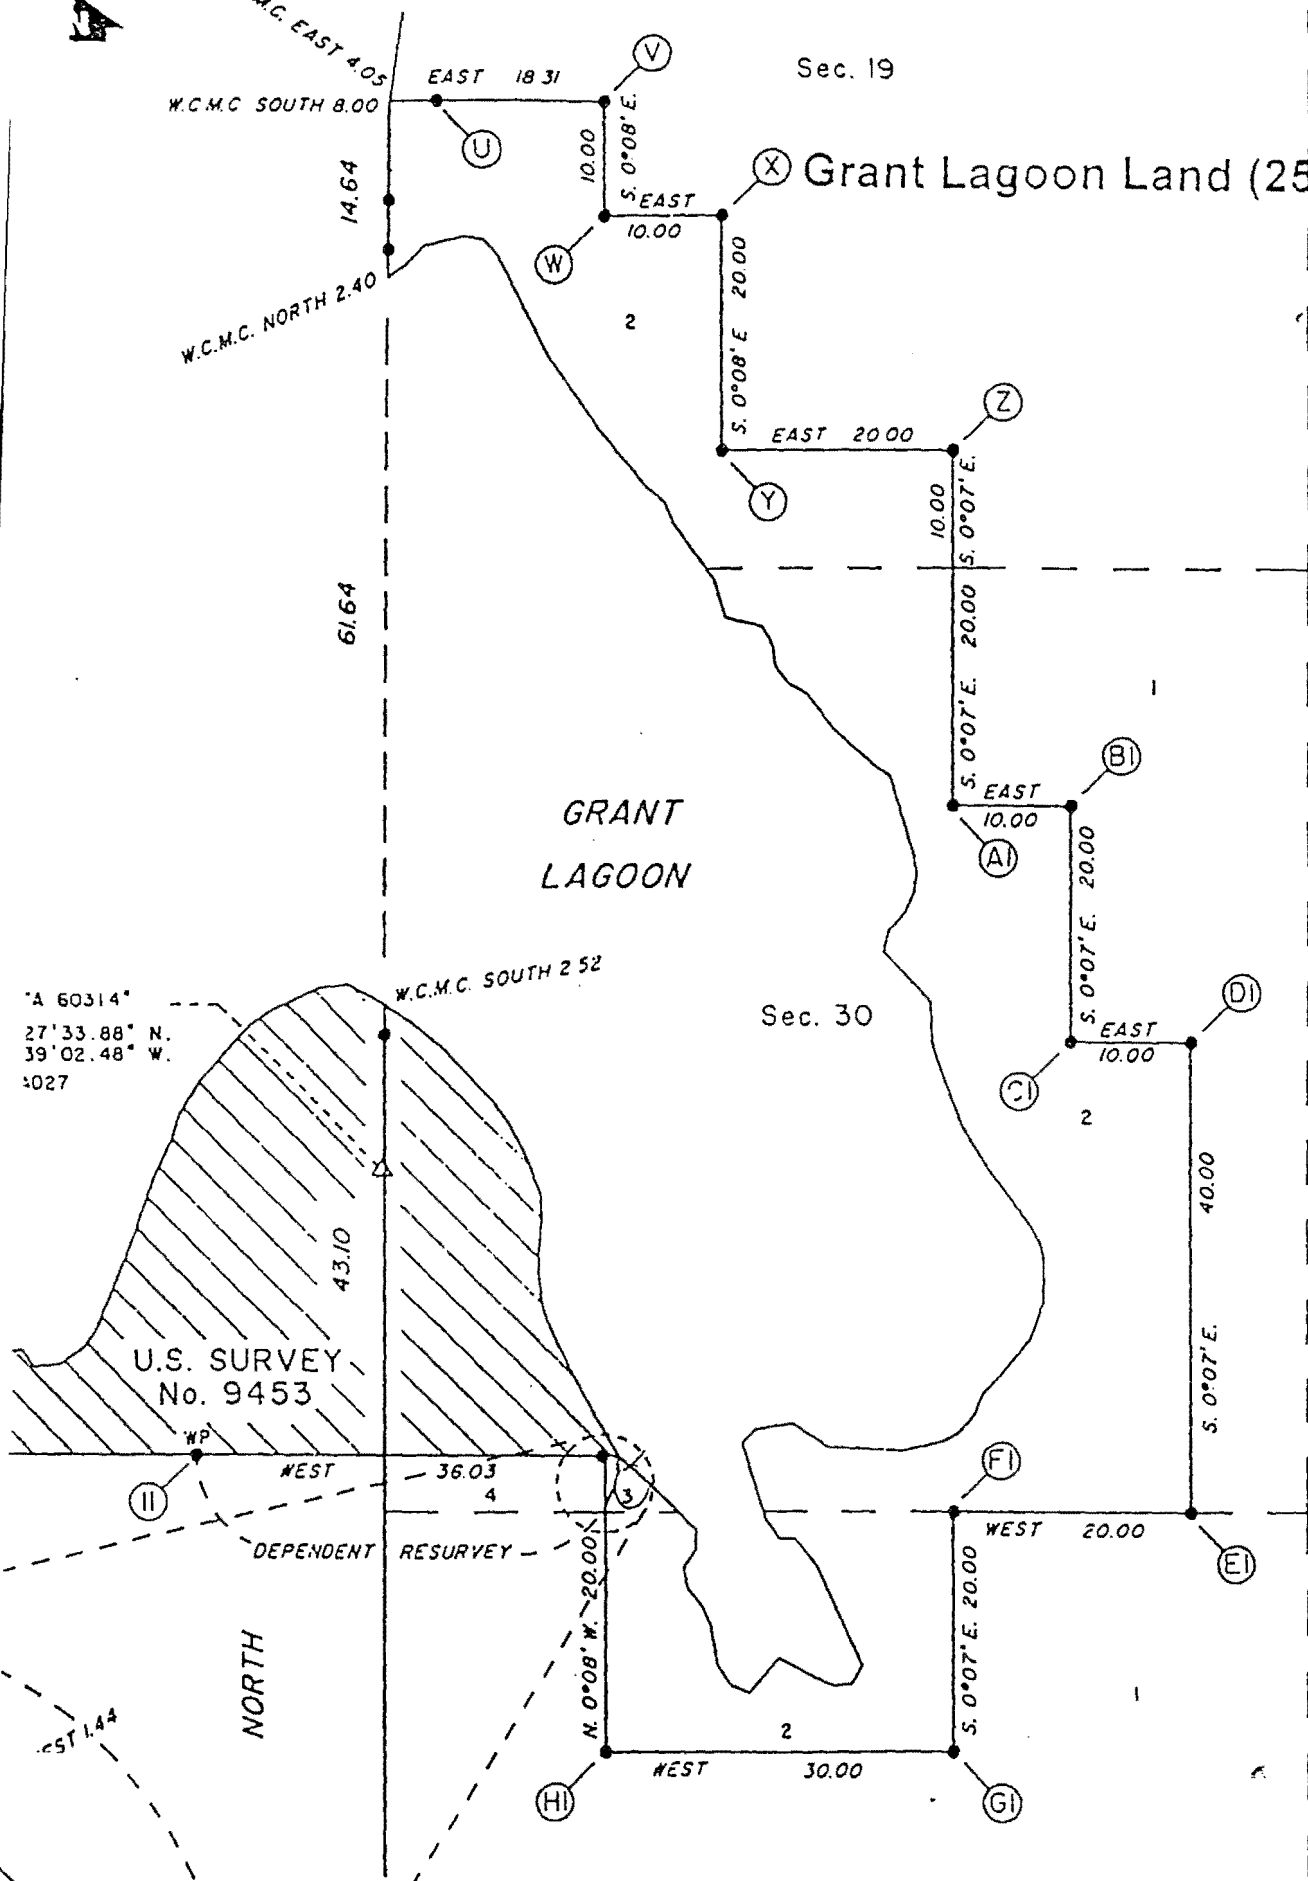 EAST 4.05
W.C.M.C SOUTH 8.00
EAST 18 31
V
Sec. 19
U
10.00
S. 0°08' E.
14.64
X
Grant Lagoon Land (25
EAST
10.00
W
W.C.M.C. NORTH 2.40
20.00
S. 0°08' E
2
Z
EAST 20 00
Y
10.00
S. 0°07' E.
61.64
20.00
S. 0°07' E.
1
B1
EAST
10.00
A1
GRANT
LAGOON
20.00
S. 0°07' E.
W.C.M.C. SOUTH 2 52
"A 60314"
27'33.88" N.
39'02.48" W.
027
Sec. 30
D1
EAST
10.00
C1
2
40.00
S. 0°07' E.
43.10
U.S. SURVEY
No. 9453
WP
WEST 36.03
I1
4
3
F1
WEST 20.00
E1
DEPENDENT RESURVEY
N. 0°08' W. 20.00
S. 0°07' E. 20.00
NORTH
EST 1.44
2
1
WEST 30.00
H1
G1